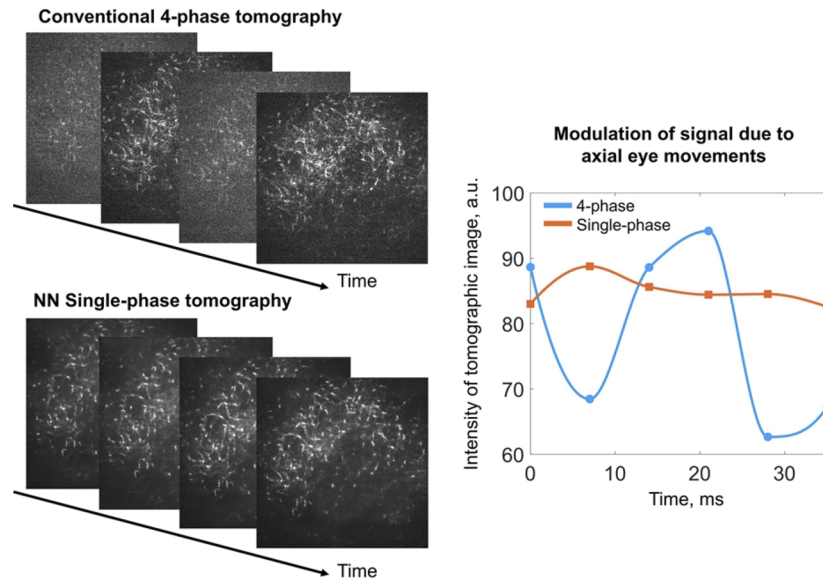 Conventional 4-phase tomography
Time
NN Single-phase tomography
Time
Modulation of signal due to
axial eye movements
Intensity of tomographic image, a.u.
100
90
80
70
60
4-phase
Single-phase
0
10
20
30
Time, ms